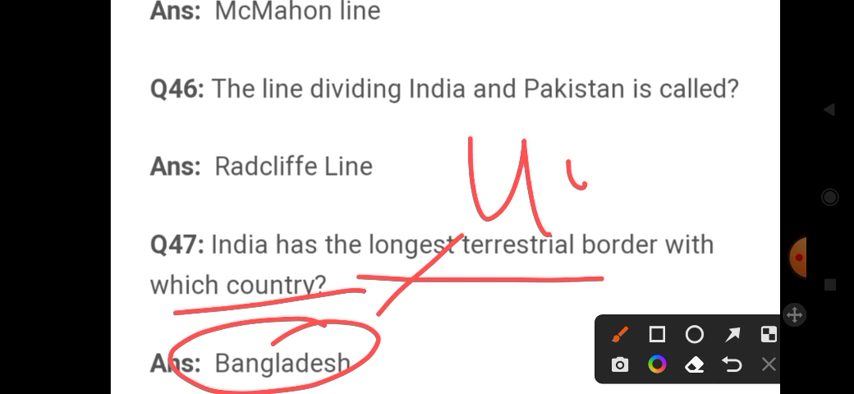 Ans: McMahon line
Q46: The line dividing India and Pakistan is called?
Ans: Radcliffe Line
Q47: India has the longest terrestrial border with
which country?
Ans: Bangladesh